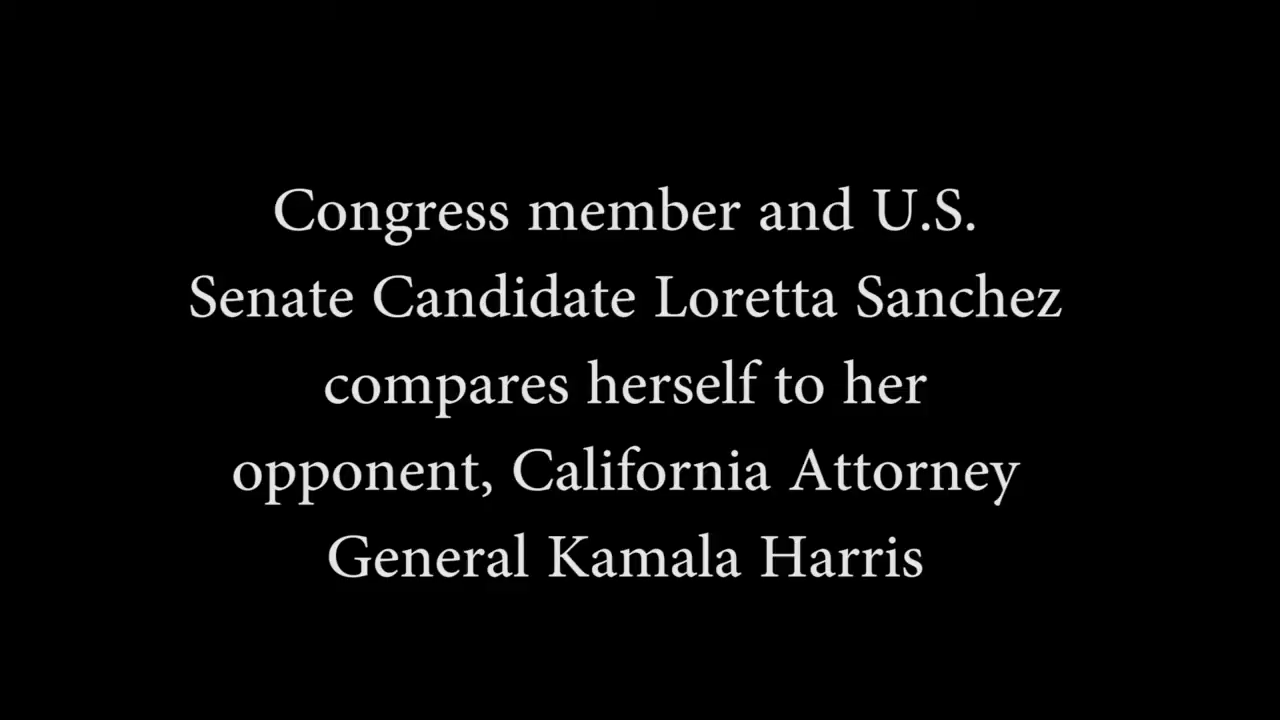 Congress member and U.S.
Senate Candidate Loretta Sanchez
compares herself to her
opponent, California Attorney
General Kamala Harris